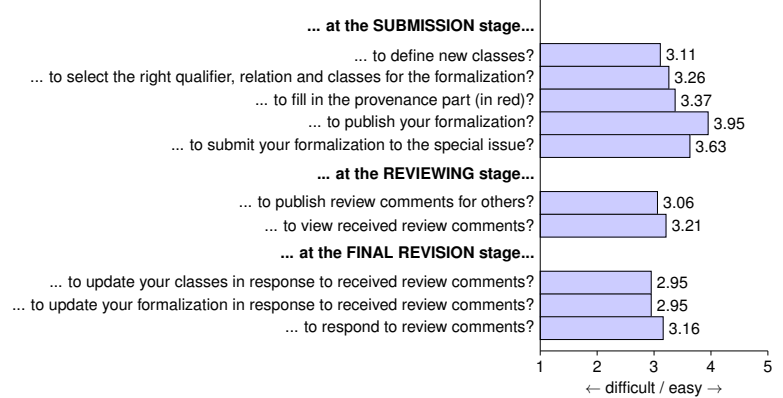 ... at the SUBMISSION stage...
... to define new classes? 3.11
... to select the right qualifier, relation and classes for the formalization? 3.26
... to fill in the provenance part (in red)? 3.37
... to publish your formalization? 3.95
... to submit your formalization to the special issue? 3.63
... at the REVIEWING stage...
... to publish review comments for others? 3.06
... to view received review comments? 3.21
... at the FINAL REVISION stage...
... to update your classes in response to received review comments? 2.95
... to update your formalization in response to received review comments? 2.95
... to respond to review comments? 3.16
1 2 3 4 5
← difficult / easy →